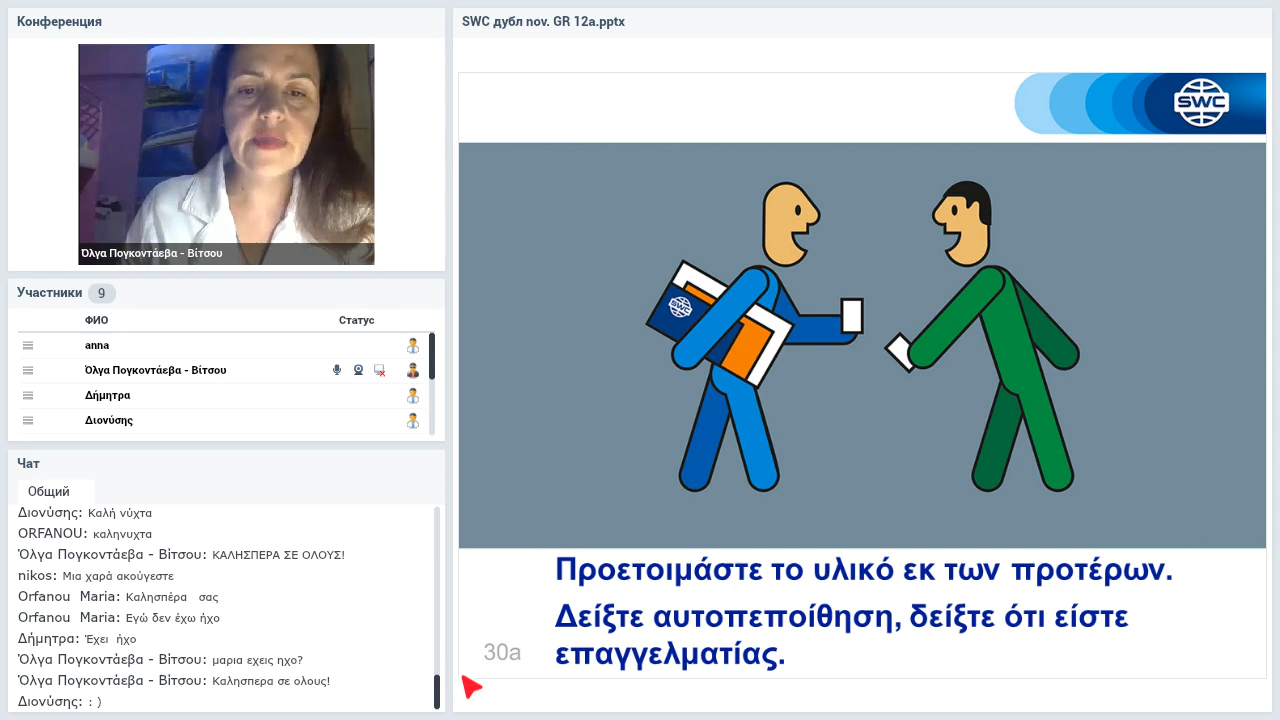 Конференция
Όλγα Πογκοντάεβα - Βίτσου
Участники 9
ФИО Статус
anna
Όλγα Πογκοντάεβα - Βίτσου
Δήμητρα
Διονύσης
Чат
Общий
Διονύσης: Καλή νύχτα
ORFANOU: καληνυχτα
Όλγα Πογκοντάεβα - Βίτσου: ΚΑΛΗΣΠΕΡΑ ΣΕ ΟΛΟΥΣ!
nikos: Μια χαρά ακούγεστε
Orfanou Maria: Καλησπέρα σας
Orfanou Maria: Εγώ δεν έχω ήχο
Δήμητρα: Έχει ήχο
Όλγα Πογκοντάεβα - Βίτσου: μαρια εχεις ηχο?
Όλγα Πογκοντάεβα - Βίτσου: Καλησπερα σε ολους!
Διονύσης: : )
SWC дубл nov. GR 12a.pptx
SWC
SWC
Προετοιμάστε το υλικό εκ των προτέρων.
Δείξτε αυτοπεποίθηση, δείξτε ότι είστε
επαγγελματίας.
30a